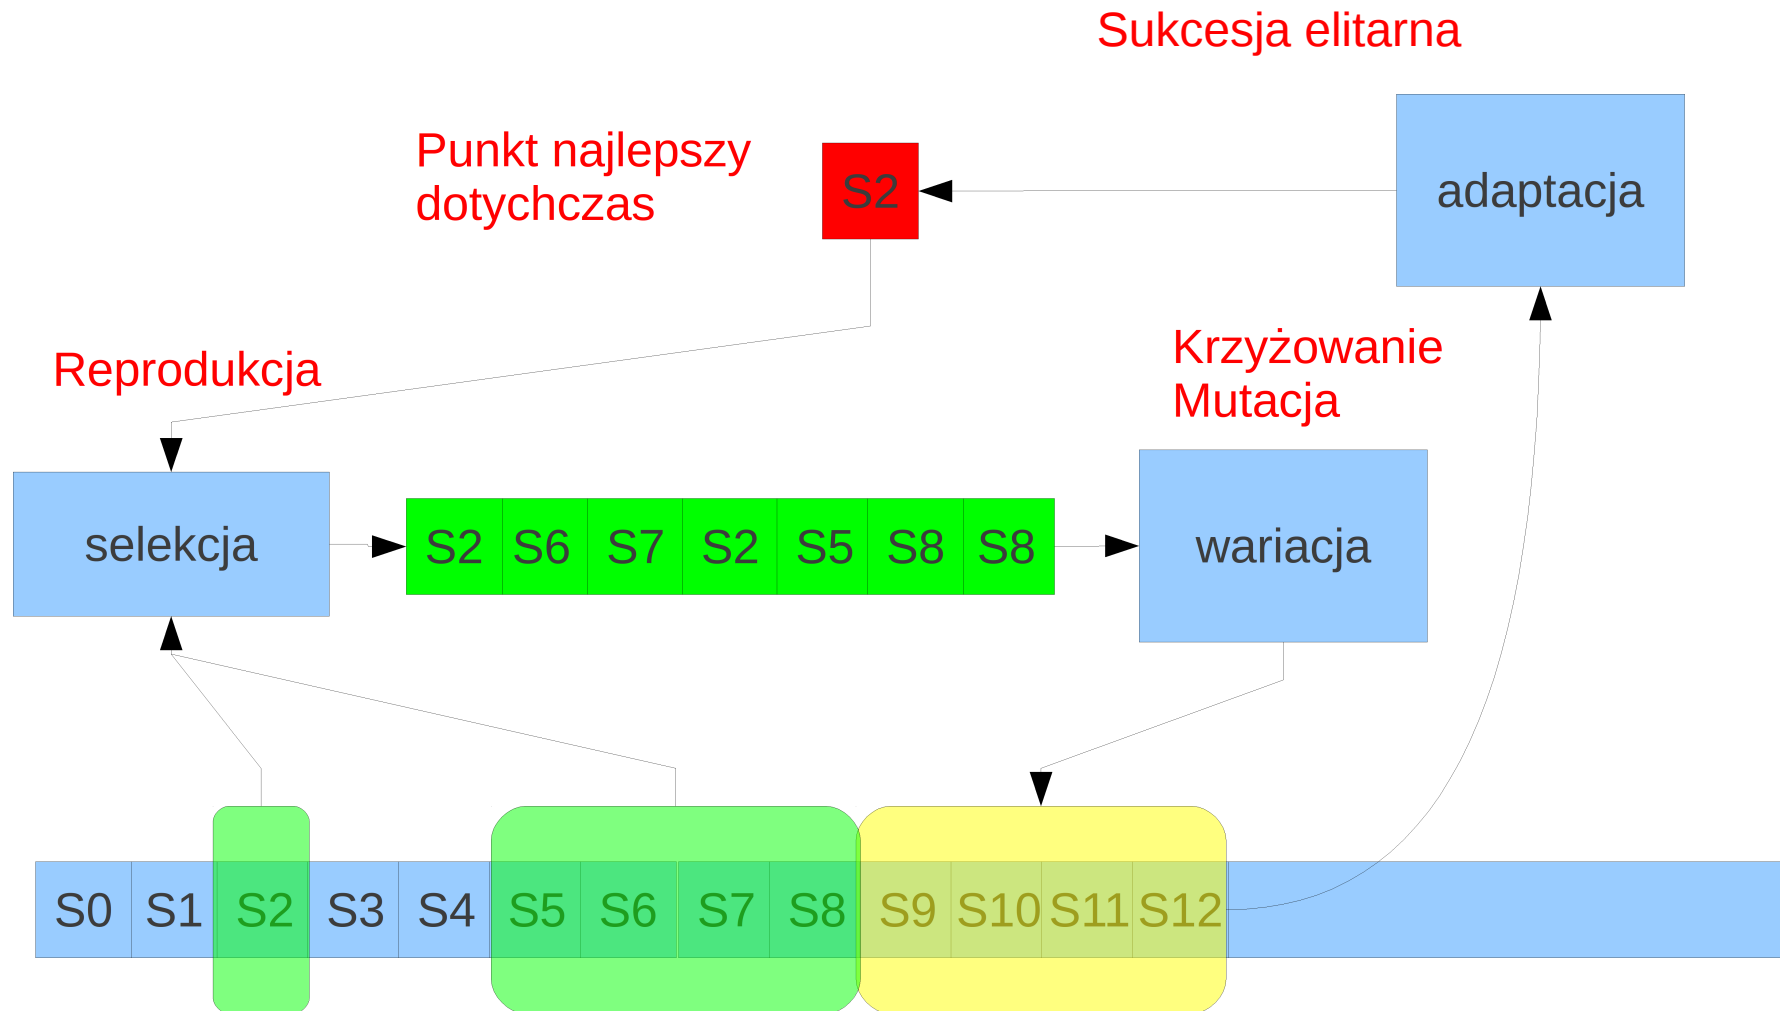 Sukcesja elitarna
Punkt najlepszy
dotychczas
S2
adaptacja
Reprodukcja
Krzyżowanie
Mutacja
selekcja
S2 S6 S7 S2 S5 S8 S8
wariacja
S0 S1 S2 S3 S4 S5 S6 S7 S8 S9 S10 S11 S12